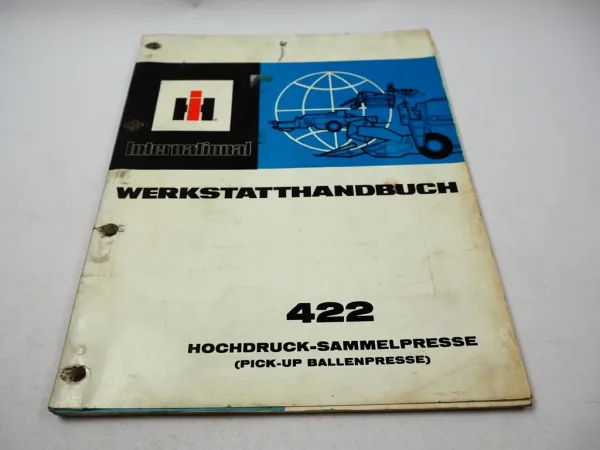 International
WERKSTATTHANDBUCH
422
HOCHDRUCK-SAMMELPRESSE
(PICK-UP BALLENPRESSE)